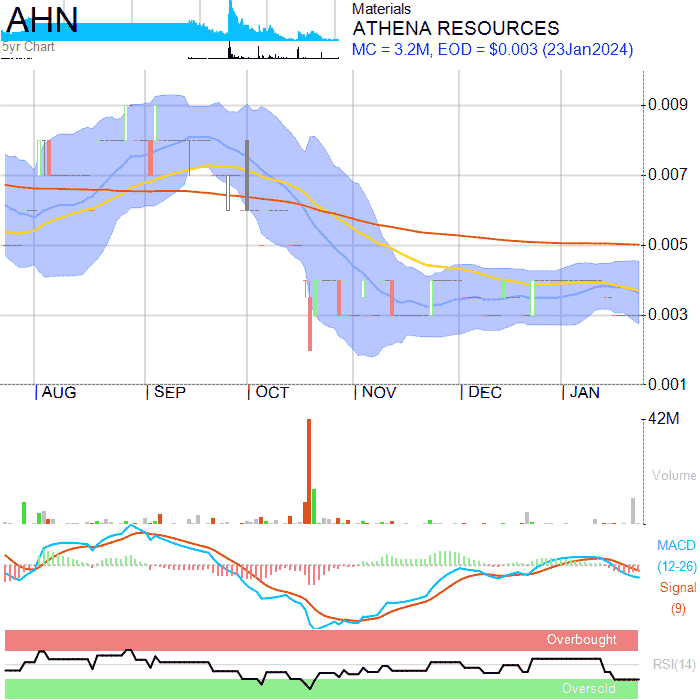 AHN
5yr Chart
Materials
ATHENA RESOURCES
MC = 3.2M, EOD = $0.003 (23Jan2024)
0.009
0.007
0.005
0.003
0.001
AUG SEP OCT NOV DEC JAN
42M
Volume
MACD
(12-26)
Signal
(9)
Overbought
RSI(14)
Oversold